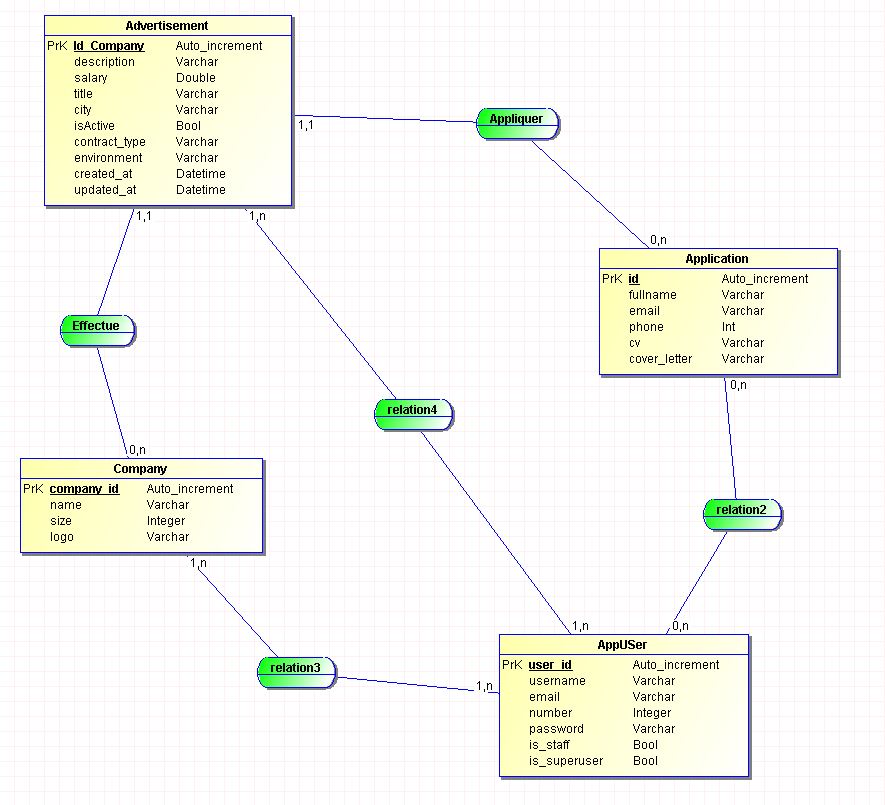 Advertisement
PrK Id_Company Auto_increment
description Varchar
salary Double
title Varchar
city Varchar
isActive Bool
contract_type Varchar
environment Varchar
created_at Datetime
updated_at Datetime
1,1
Appliquer
1,1
1,n
0,n
Application
PrK id Auto_increment
fullname Varchar
email Varchar
phone Int
cv Varchar
cover_letter Varchar
Effectue
0,n
relation4
0,n
Company
PrK company_id Auto_increment
name Varchar
size Integer
logo Varchar
relation2
1,n
1,n
0,n
AppUSer
PrK user_id Auto_increment
username Varchar
email Varchar
number Integer
password Varchar
is_staff Bool
is_superuser Bool
relation3
1,n